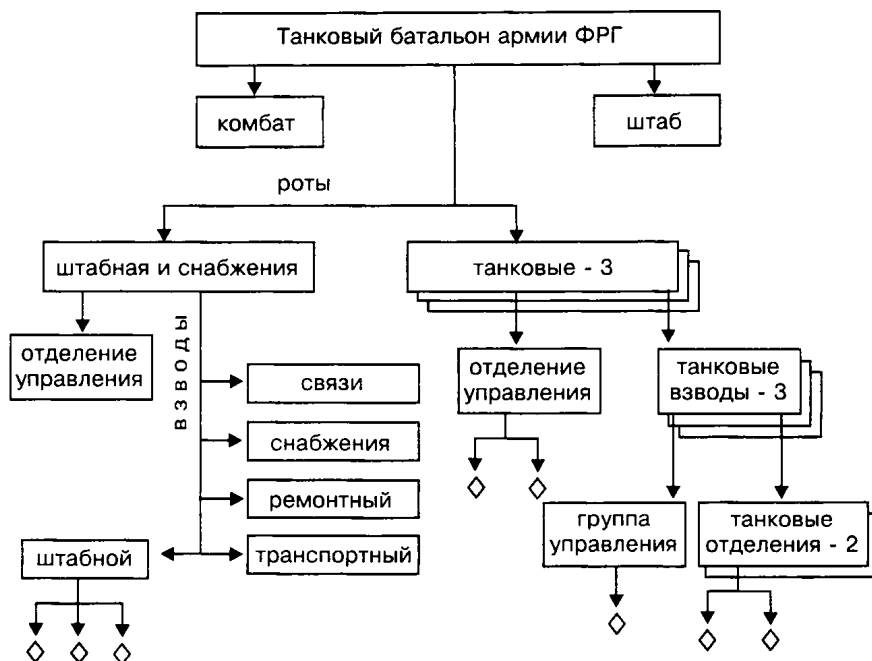 Танковый батальон армии ФРГ
комбат
штаб
роты
штабная и снабжения
танковые - 3
взводы
отделение
управления
связи
снабжения
ремонтный
транспортный
штабной
отделение
управления
танковые
взводы - 3
группа
управления
танковые
отделения - 2